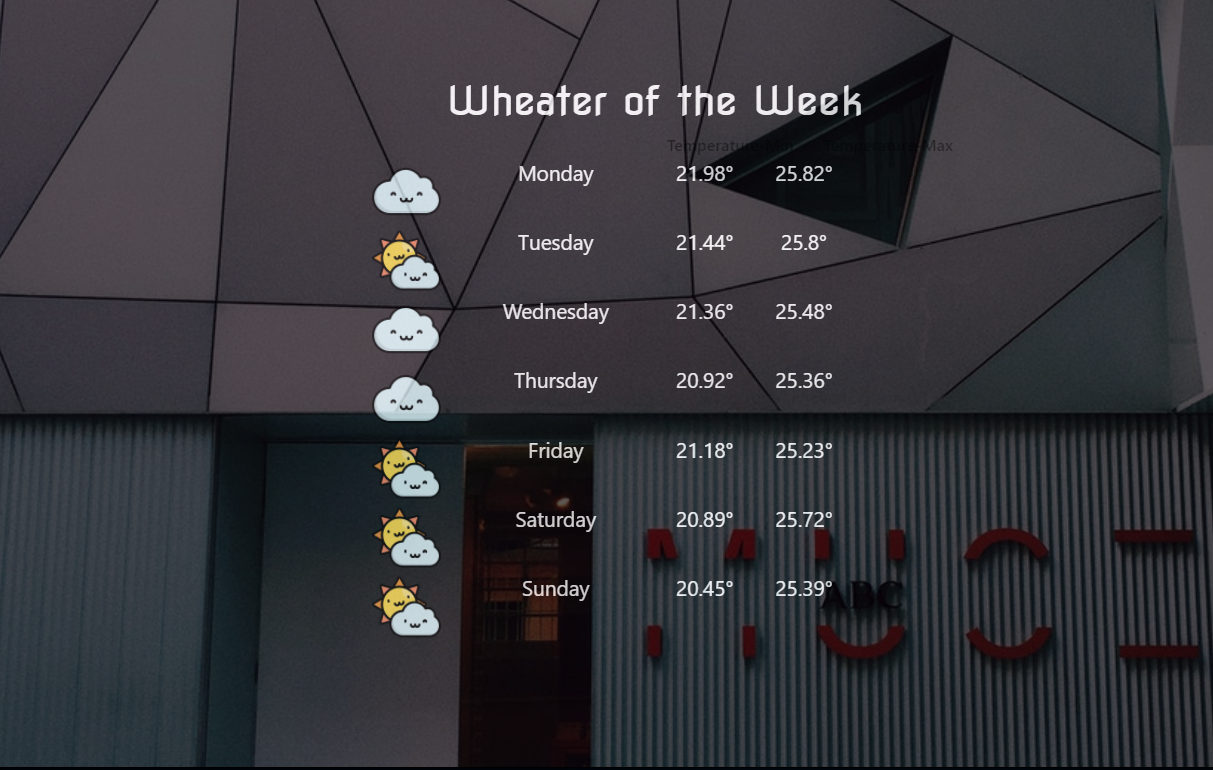 Wheater of the Week
Temperature Min Temperature Max
Monday 21.98° 25.82°
Tuesday 21.44° 25.8°
Wednesday 21.36° 25.48°
Thursday 20.92° 25.36°
Friday 21.18° 25.23°
Saturday 20.89° 25.72°
Sunday 20.45° 25.39°
ABC